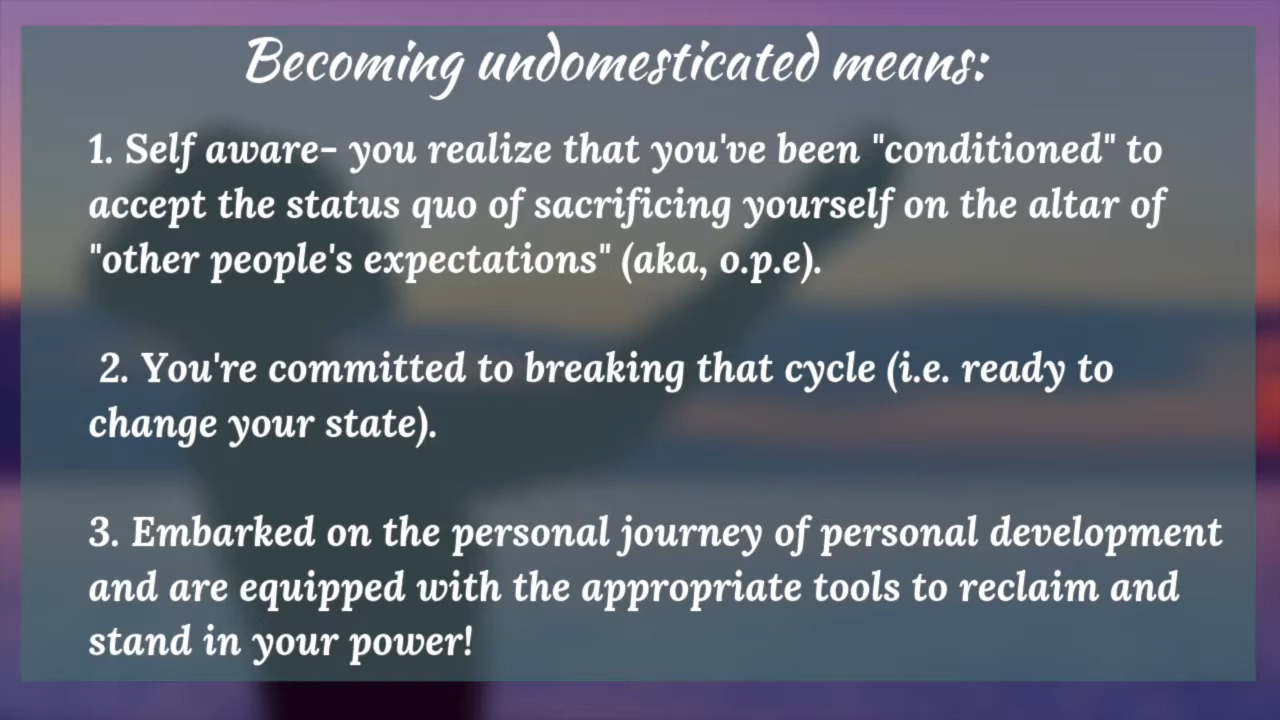 Becoming undomesticated means:
1. Self aware- you realize that you've been "conditioned" to
accept the status quo of sacrificing yourself on the altar of
"other people's expectations" (aka, o.p.e).
2. You're committed to breaking that cycle (i.e. ready to
change your state).
3. Embarked on the personal journey of personal development
and are equipped with the appropriate tools to reclaim and
stand in your power!